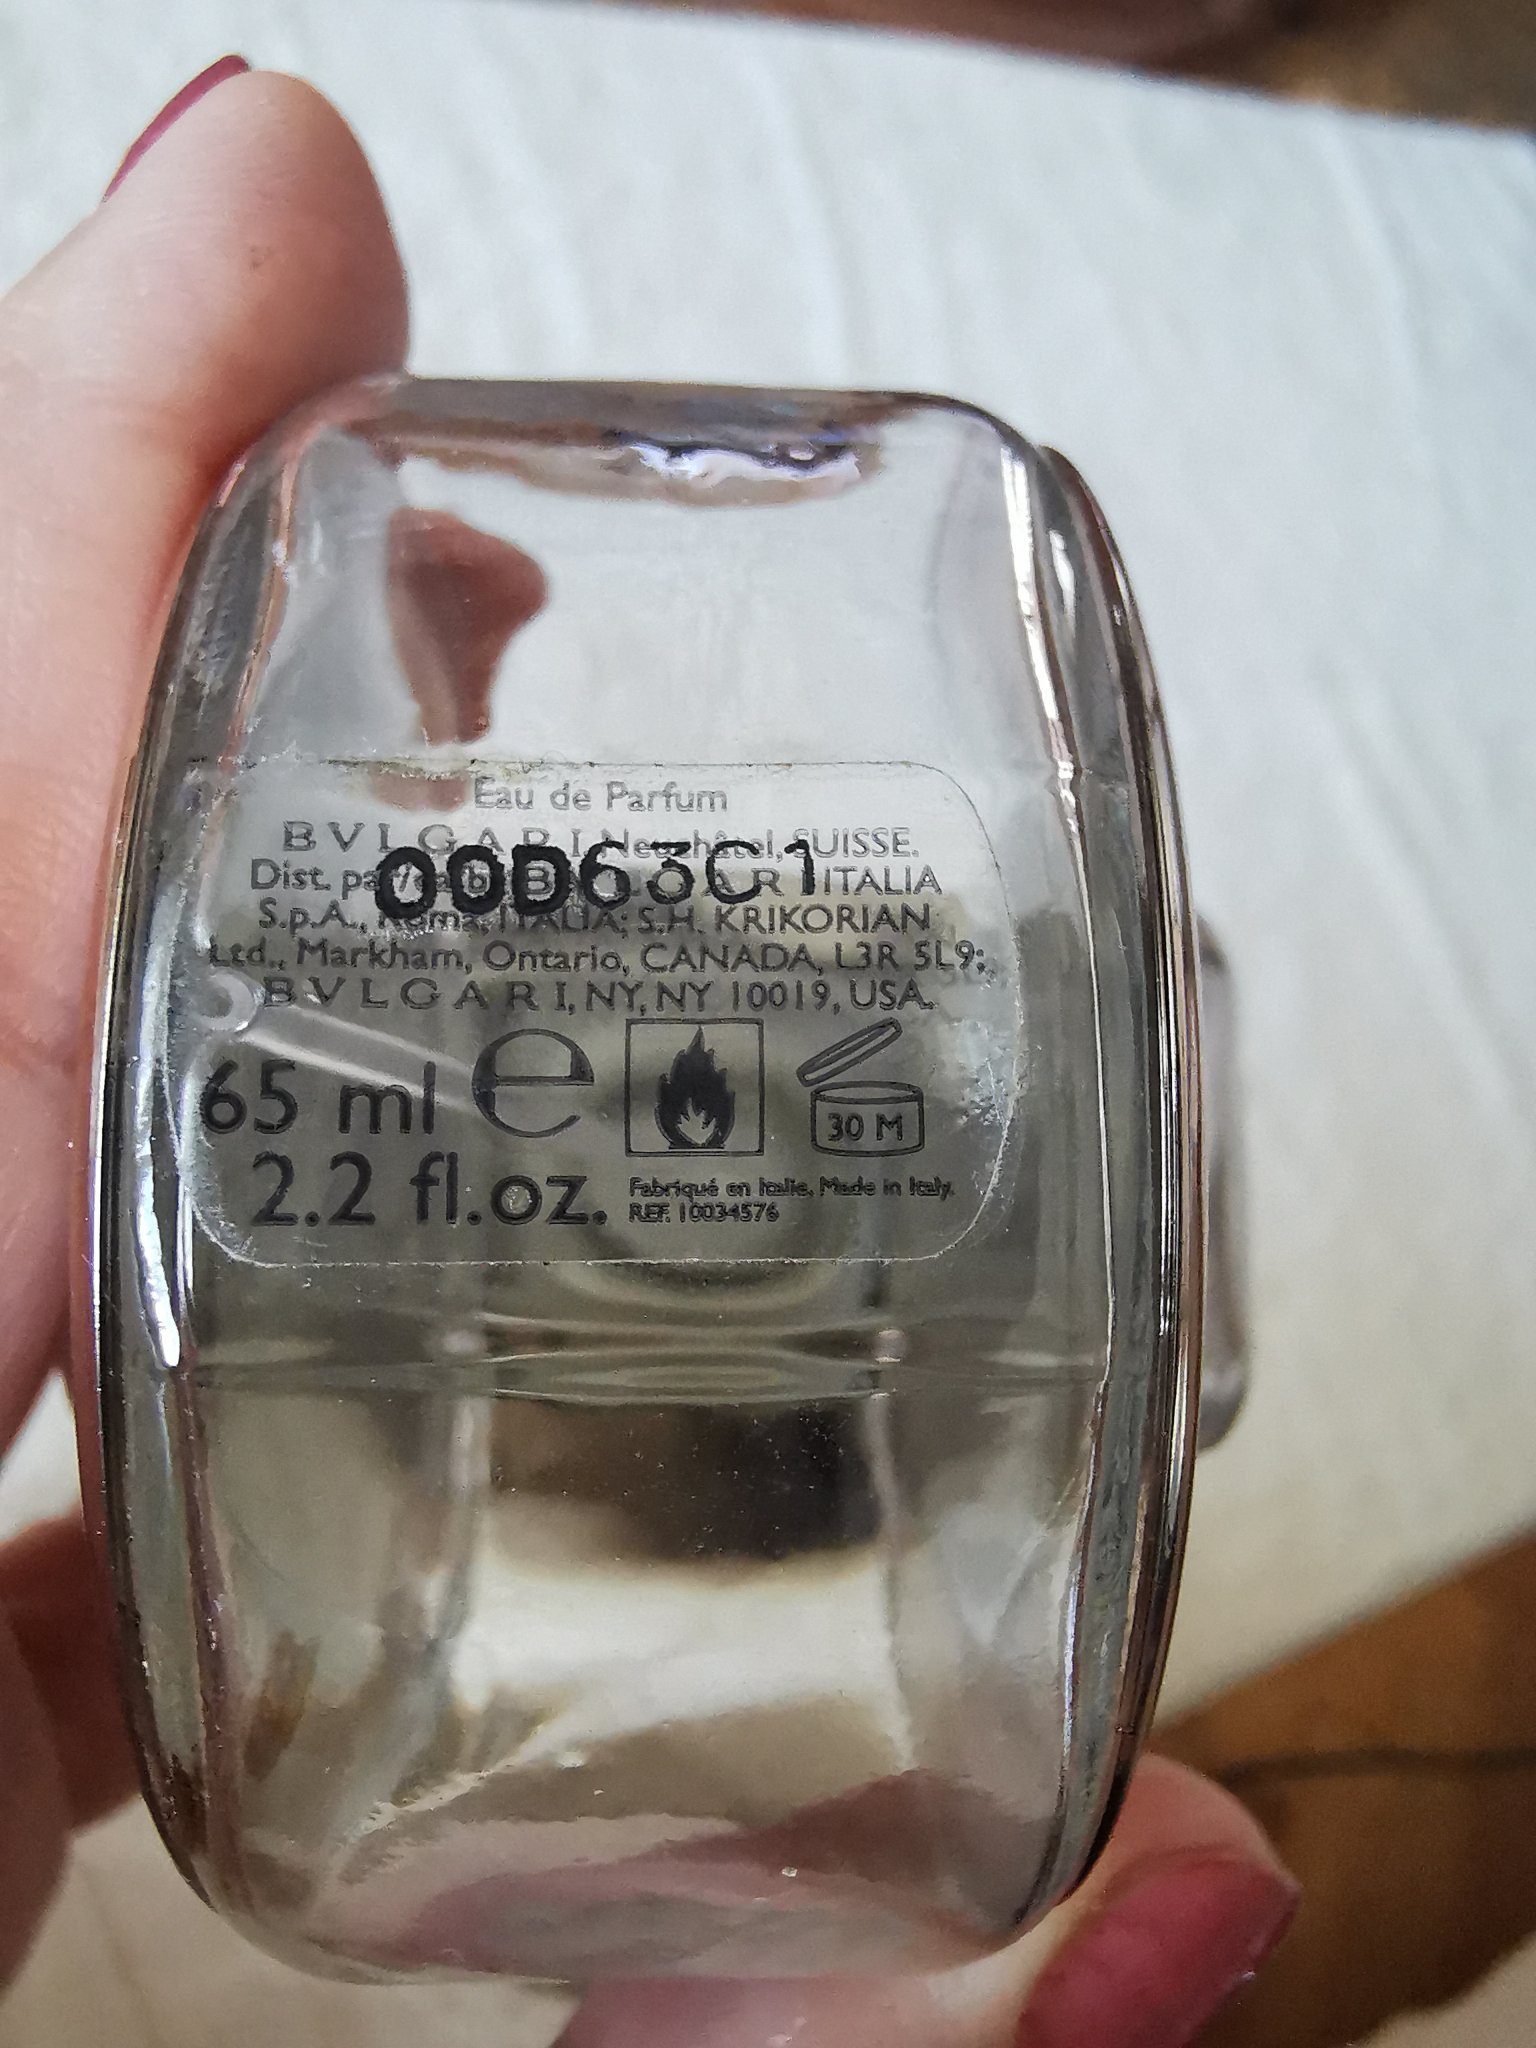 Eau de Parfum
BVLGARI, Neuchâtel, SUISSE.
00D63C1
Dist. par/ ITALIA
S.p.A., Roma, ITALIA; S.H. KRIKORIAN
Ltd., Markham, Ontario, CANADA, L3R 5L9;
BVLGARI, NY, NY 10019, USA.
65 ml e
30 M
2.2 fl.oz.
Fabriqué en Italie. Made in Italy.
REF. 10034576